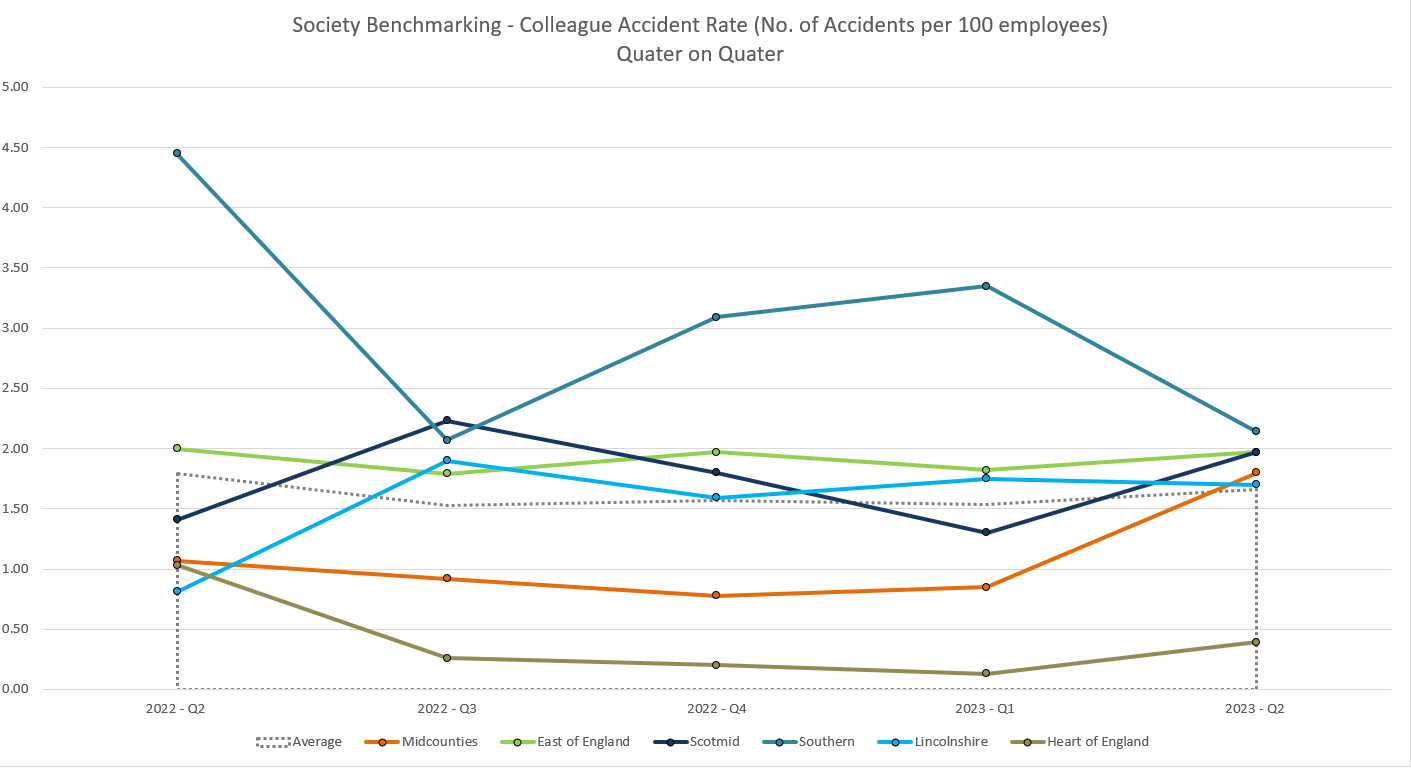 Society Benchmarking - Colleague Accident Rate (No. of Accidents per 100 employees)
Quater on Quater
5.00
4.50
4.00
3.50
3.00
2.50
2.00
1.50
1.00
0.50
0.00
2022 - Q2
2022 - Q3
2022 - Q4
2023 - Q1
2023 - Q2
Average
Midcounties
East of England
Scotmid
Southern
Lincolnshire
Heart of England